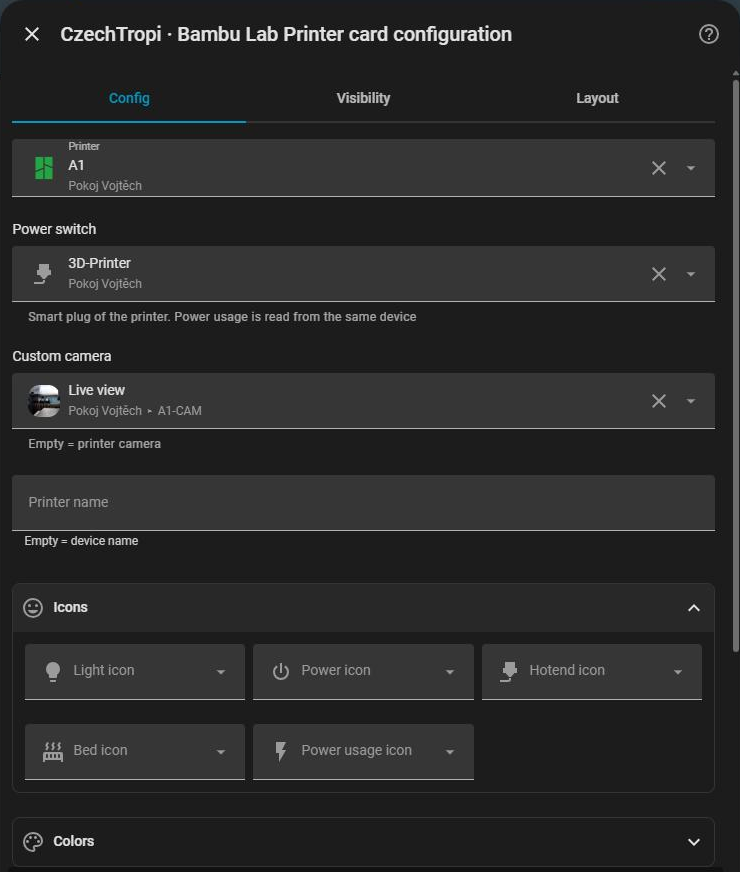 CzechTropi · Bambu Lab Printer card configuration
Config
Visibility
Layout
Printer
A1
Pokoj Vojtěch
Power switch
3D-Printer
Pokoj Vojtěch
Smart plug of the printer. Power usage is read from the same device
Custom camera
Live view
Pokoj Vojtěch ▸ A1-CAM
Empty = printer camera
Printer name
Empty = device name
Icons
Light icon
Power icon
Hotend icon
Bed icon
Power usage icon
Colors